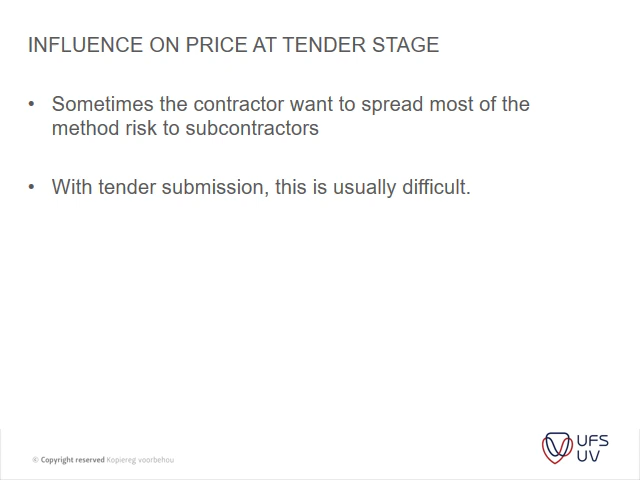 INFLUENCE ON PRICE AT TENDER STAGE
• Sometimes the contractor want to spread most of the
method risk to subcontractors
• With tender submission, this is usually difficult.
© Copyright reserved Kopiereg voorbehou
UFS
UV